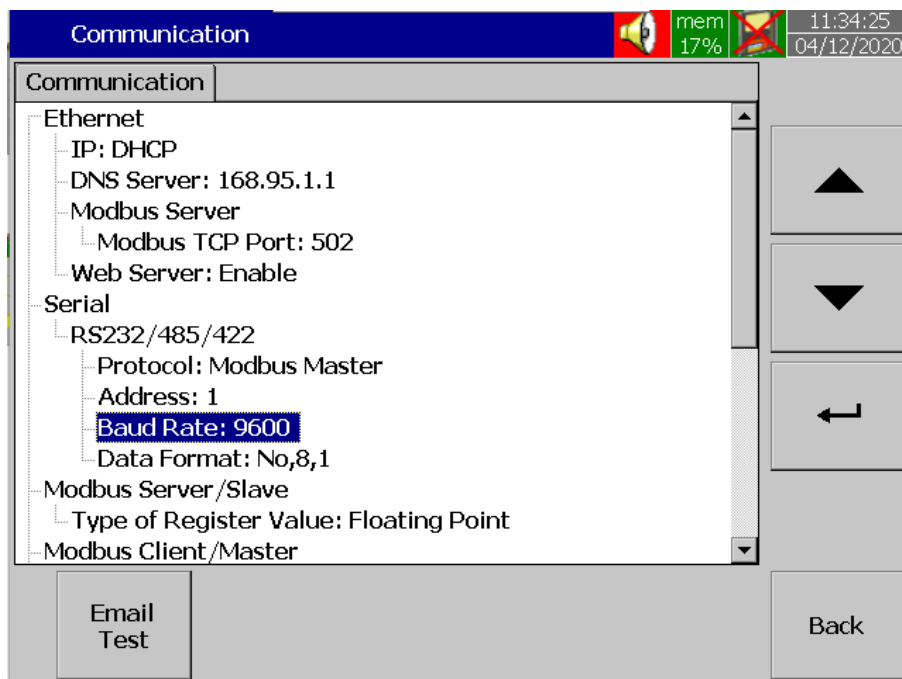 Communication
mem
17%
11:34:25
04/12/2020
Communication
Ethernet
IP: DHCP
DNS Server: 168.95.1.1
Modbus Server
Modbus TCP Port: 502
Web Server: Enable
Serial
RS232/485/422
Protocol: Modbus Master
Address: 1
Baud Rate: 9600
Data Format: No,8,1
Modbus Server/Slave
Type of Register Value: Floating Point
Modbus Client/Master
Email
Test
Back